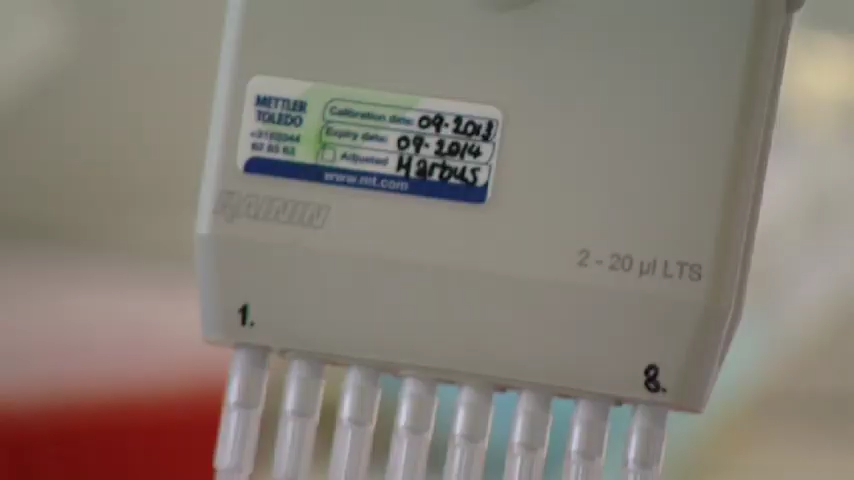 METTLER
TOLEDO
Calibration date: 09-2013
Expiry date: 09-2014
Adjusted Marbus
www.mt.com
RAININ
2 - 20 µl LTS
1.
8.